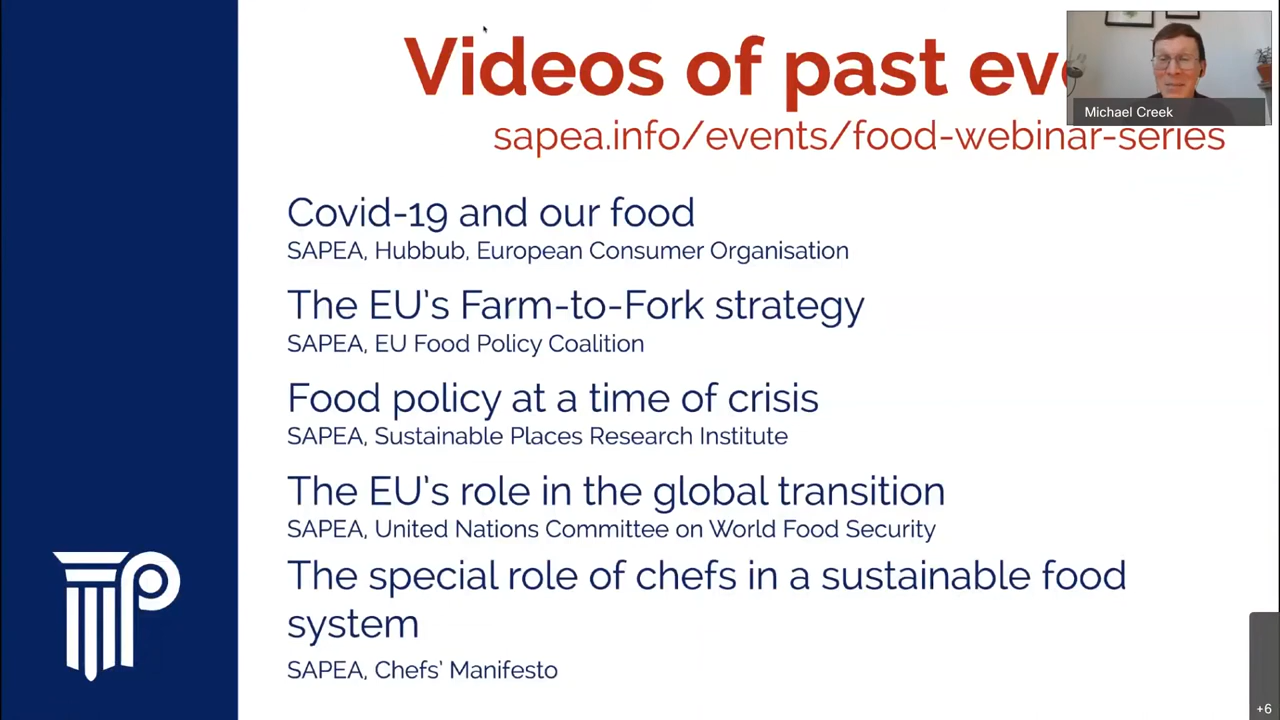 Videos of past
Michael Creek
sapea.info/events/food-webinar-series
Covid-19 and our food
SAPEA, Hubbub, European Consumer Organisation
The EU's Farm-to-Fork strategy
SAPEA, EU Food Policy Coalition
Food policy at a time of crisis
SAPEA, Sustainable Places Research Institute
The EU's role in the global transition
SAPEA, United Nations Committee on World Food Security
The special role of chefs in a sustainable food
system
SAPEA, Chefs' Manifesto
+6